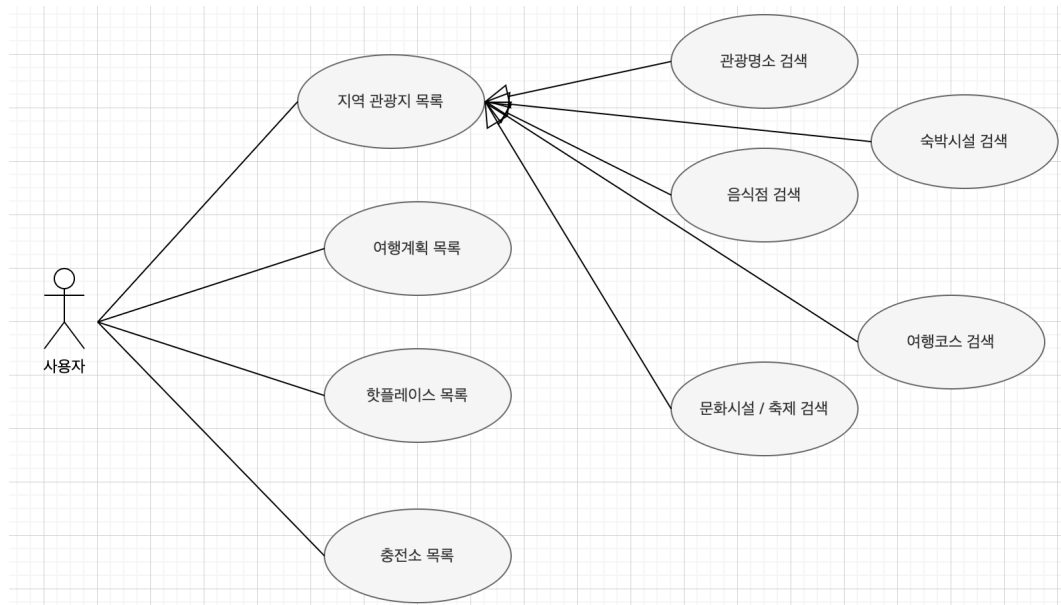 관광명소 검색
지역 관광지 목록
숙박시설 검색
음식점 검색
여행계획 목록
사용자
여행코스 검색
핫플레이스 목록
문화시설 / 축제 검색
충전소 목록